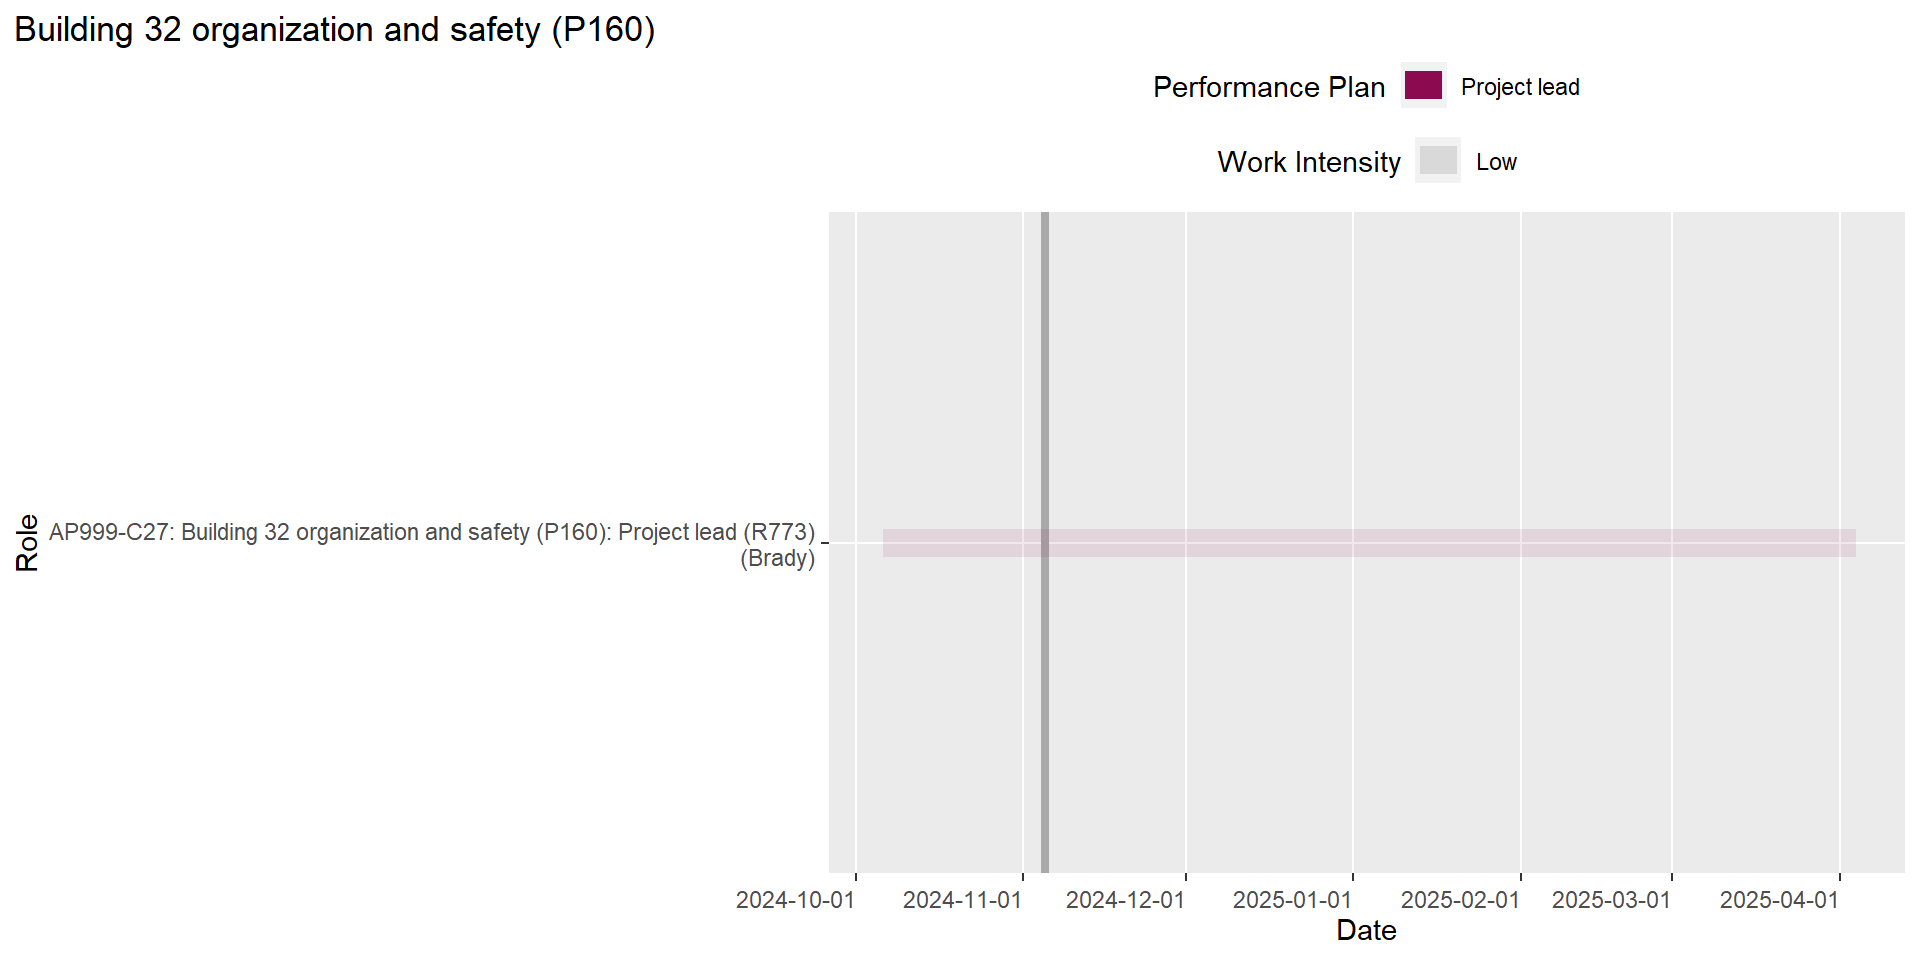 Building 32 organization and safety (P160)
Performance Plan
Project lead
Work Intensity
Low
Role
AP999-C27: Building 32 organization and safety (P160): Project lead (R773)
(Brady)
2024-10-01
2024-11-01
2024-12-01
2025-01-01
2025-02-01
2025-03-01
2025-04-01
Date